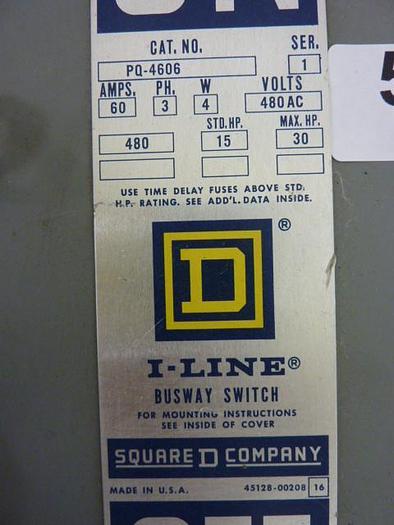 ON
CAT. NO. SER.
PQ-4606 1
AMPS. PH. W VOLTS
60 3 4 480AC
STD.HP. MAX. HP.
480 15 30
USE TIME DELAY FUSES ABOVE STD.
H.P. RATING. SEE ADD'L. DATA INSIDE.
D ®
I-LINE®
BUSWAY SWITCH
FOR MOUNTING INSTRUCTIONS
SEE INSIDE OF COVER
SQUARE D COMPANY
MADE IN U.S.A. 45128-00208 16